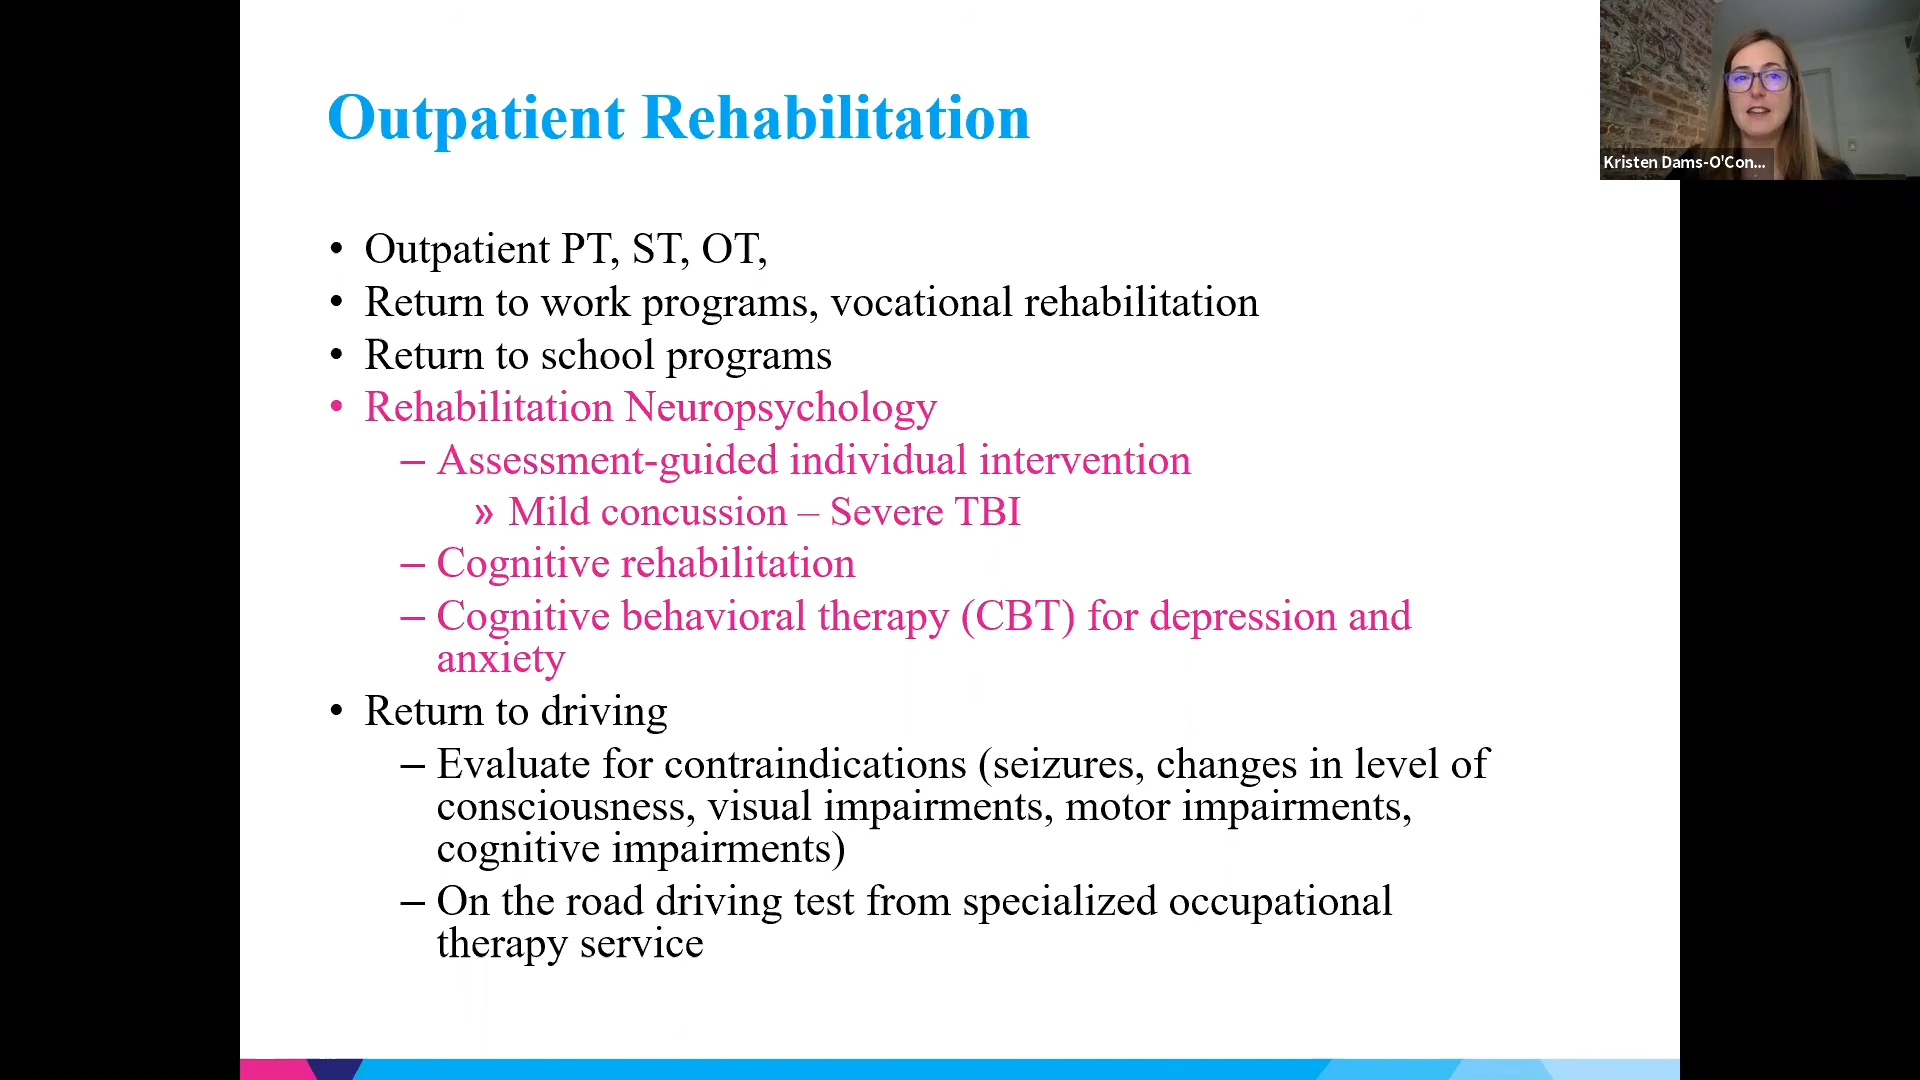 Outpatient Rehabilitation
Kristen Dams-O'Con...
• Outpatient PT, ST, OT,
• Return to work programs, vocational rehabilitation
• Return to school programs
• Rehabilitation Neuropsychology
– Assessment-guided individual intervention
» Mild concussion – Severe TBI
– Cognitive rehabilitation
– Cognitive behavioral therapy (CBT) for depression and
anxiety
• Return to driving
– Evaluate for contraindications (seizures, changes in level of
consciousness, visual impairments, motor impairments,
cognitive impairments)
– On the road driving test from specialized occupational
therapy service